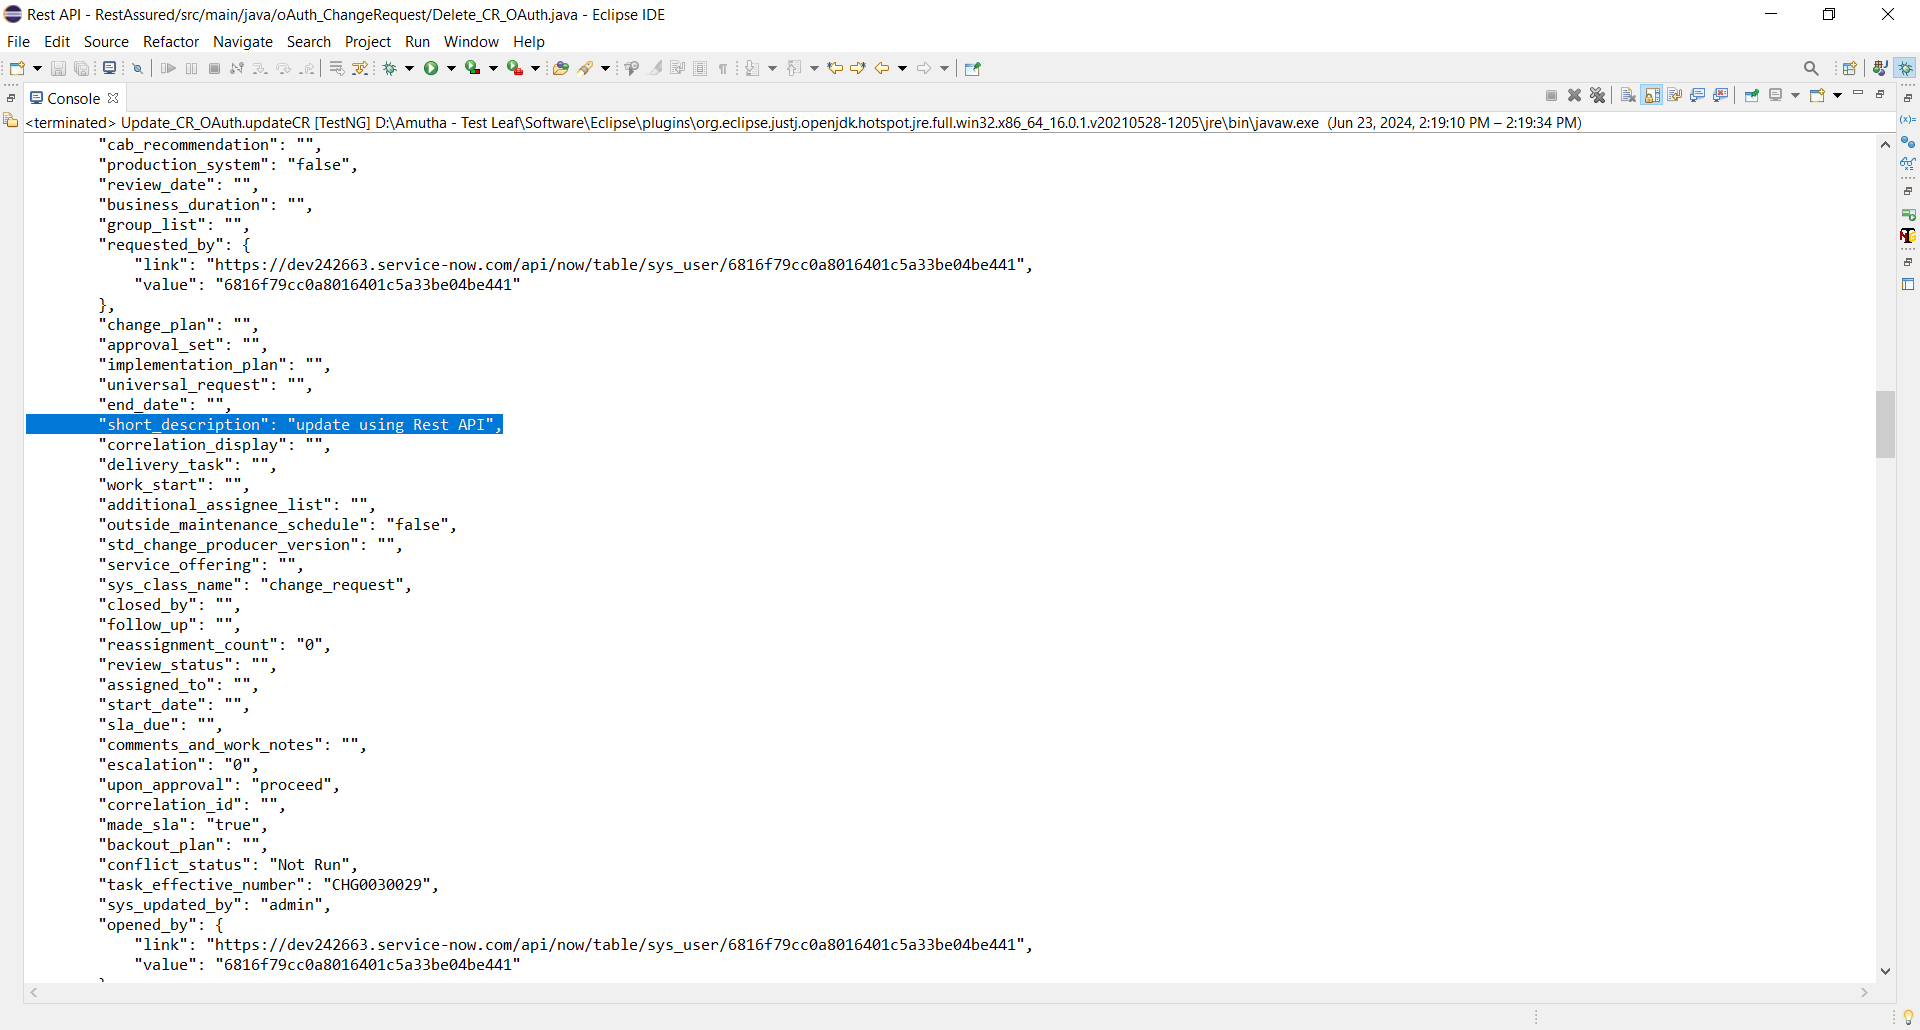 Rest API - RestAssured/src/main/java/oAuth_ChangeRequest/Delete_CR_OAuth.java - Eclipse IDE
File Edit Source Refactor Navigate Search Project Run Window Help
Console
<terminated> Update_CR_OAuth.updateCR [TestNG] D:\Amutha - Test Leaf\Software\Eclipse\plugins\org.eclipse.justj.openjdk.hotspot.jre.full.win32.x86_64_16.0.1.v20210528-1205\jre\bin\javaw.exe (Jun 23, 2024, 2:19:10 PM – 2:19:34 PM)
"cab_recommendation": "",
"production_system": "false",
"review_date": "",
"business_duration": "",
"group_list": "",
"requested_by": {
"link": "https://dev242663.service-now.com/api/now/table/sys_user/6816f79cc0a8016401c5a33be04be441",
"value": "6816f79cc0a8016401c5a33be04be441"
},
"change_plan": "",
"approval_set": "",
"implementation_plan": "",
"universal_request": "",
"end_date": "",
"short_description": "update using Rest API",
"correlation_display": "",
"delivery_task": "",
"work_start": "",
"additional_assignee_list": "",
"outside_maintenance_schedule": "false",
"std_change_producer_version": "",
"service_offering": "",
"sys_class_name": "change_request",
"closed_by": "",
"follow_up": "",
"reassignment_count": "0",
"review_status": "",
"assigned_to": "",
"start_date": "",
"sla_due": "",
"comments_and_work_notes": "",
"escalation": "0",
"upon_approval": "proceed",
"correlation_id": "",
"made_sla": "true",
"backout_plan": "",
"conflict_status": "Not Run",
"task_effective_number": "CHG0030029",
"sys_updated_by": "admin",
"opened_by": {
"link": "https://dev242663.service-now.com/api/now/table/sys_user/6816f79cc0a8016401c5a33be04be441",
"value": "6816f79cc0a8016401c5a33be04be441"